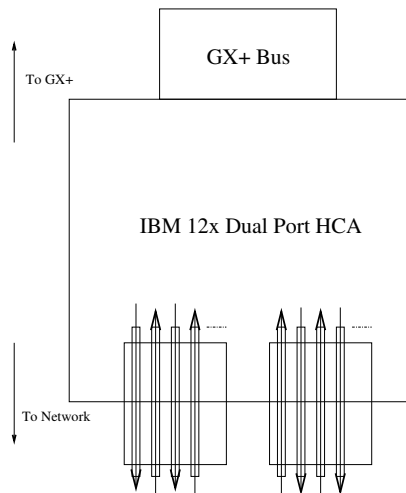 GX+ Bus
To GX+
IBM 12x Dual Port HCA
To Network